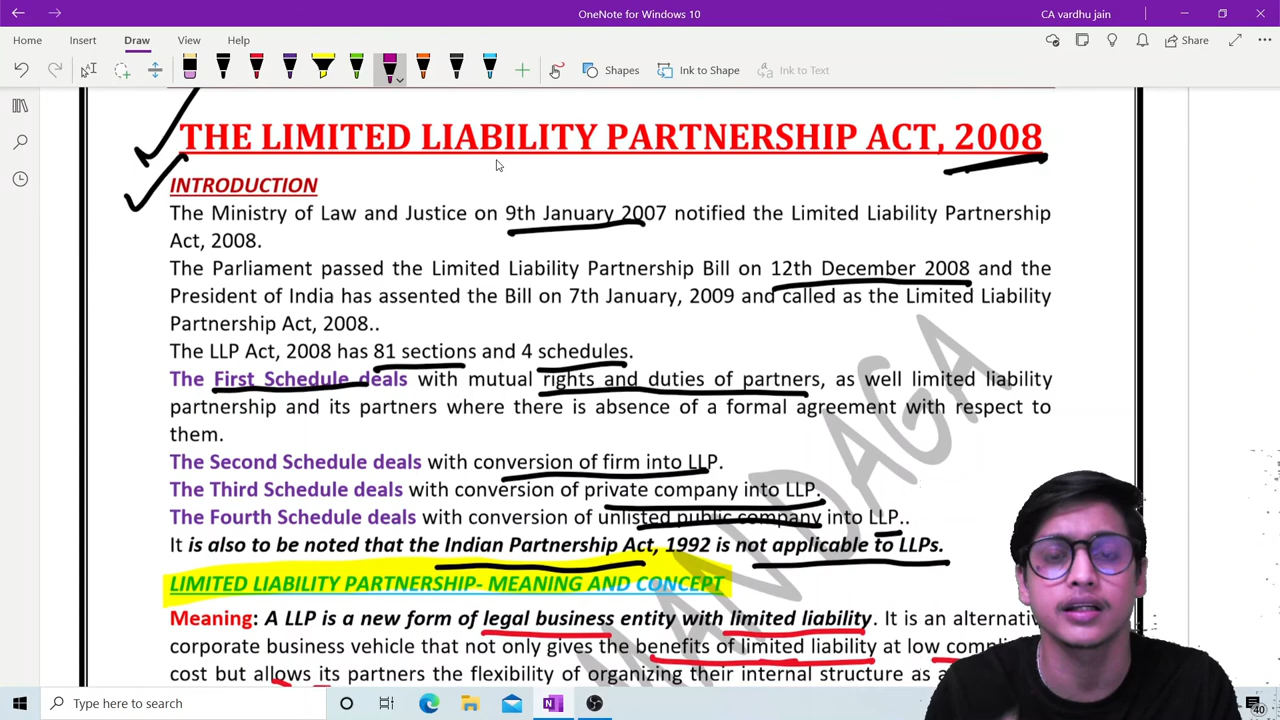 OneNote for Windows 10
CA vardhu jain
Home Insert Draw View Help
Share
Shapes Ink to Shape Ink to Text
THE LIMITED LIABILITY PARTNERSHIP ACT, 2008
INTRODUCTION
The Ministry of Law and Justice on 9th January 2007 notified the Limited Liability Partnership
Act, 2008.
The Parliament passed the Limited Liability Partnership Bill on 12th December 2008 and the
President of India has assented the Bill on 7th January, 2009 and called as the Limited Liability
Partnership Act, 2008..
The LLP Act, 2008 has 81 sections and 4 schedules.
The First Schedule deals with mutual rights and duties of partners, as well limited liability
partnership and its partners where there is absence of a formal agreement with respect to
them.
The Second Schedule deals with conversion of firm into LLP.
The Third Schedule deals with conversion of private company into LLP.
The Fourth Schedule deals with conversion of unlisted public company into LLP..
It is also to be noted that the Indian Partnership Act, 1992 is not applicable to LLPs.
LIMITED LIABILITY PARTNERSHIP- MEANING AND CONCEPT
Meaning: A LLP is a new form of legal business entity with limited liability. It is an
corporate business vehicle that not only gives the benefits of limited liability at low
cost but allows its partners the flexibility of organizing their internal structure as a
MANDAGA
Type here to search
40